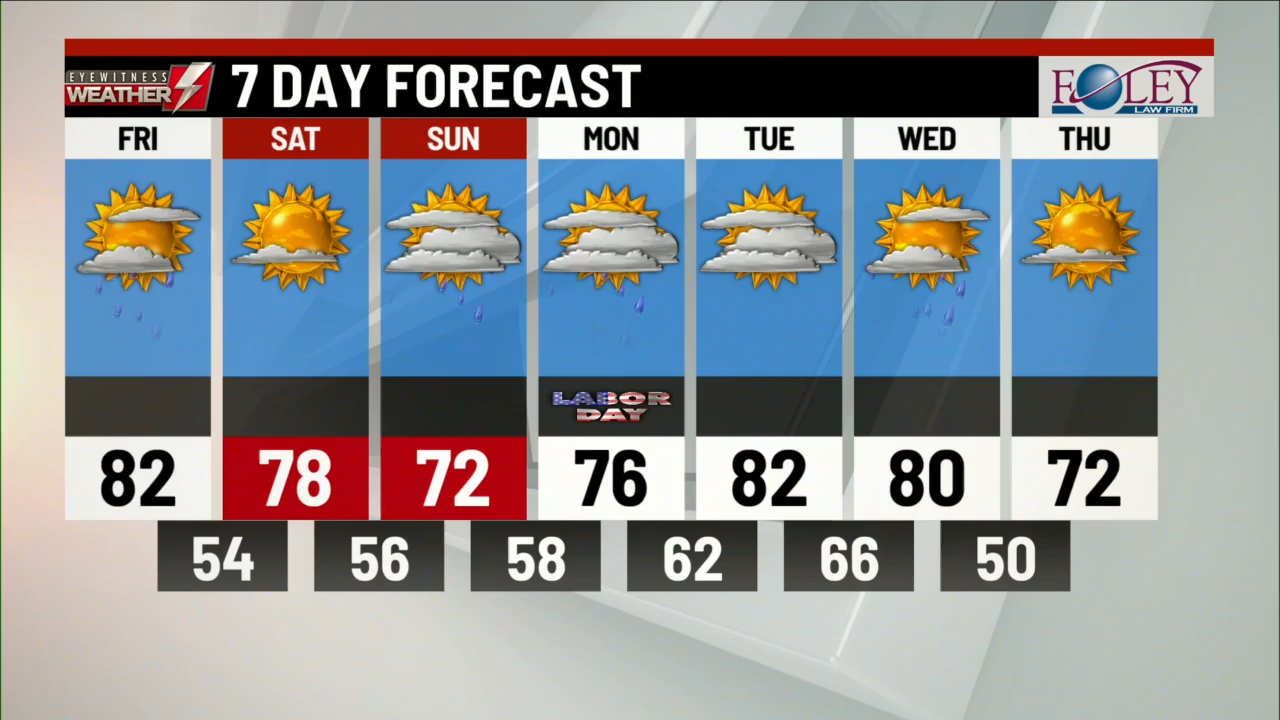 EYEWITNESS
WEATHER
7 DAY FORECAST
FOLEY
LAW FIRM
FRI SAT SUN MON TUE WED THU
LABOR
DAY
82 78 72 76 82 80 72
54 56 58 62 66 50